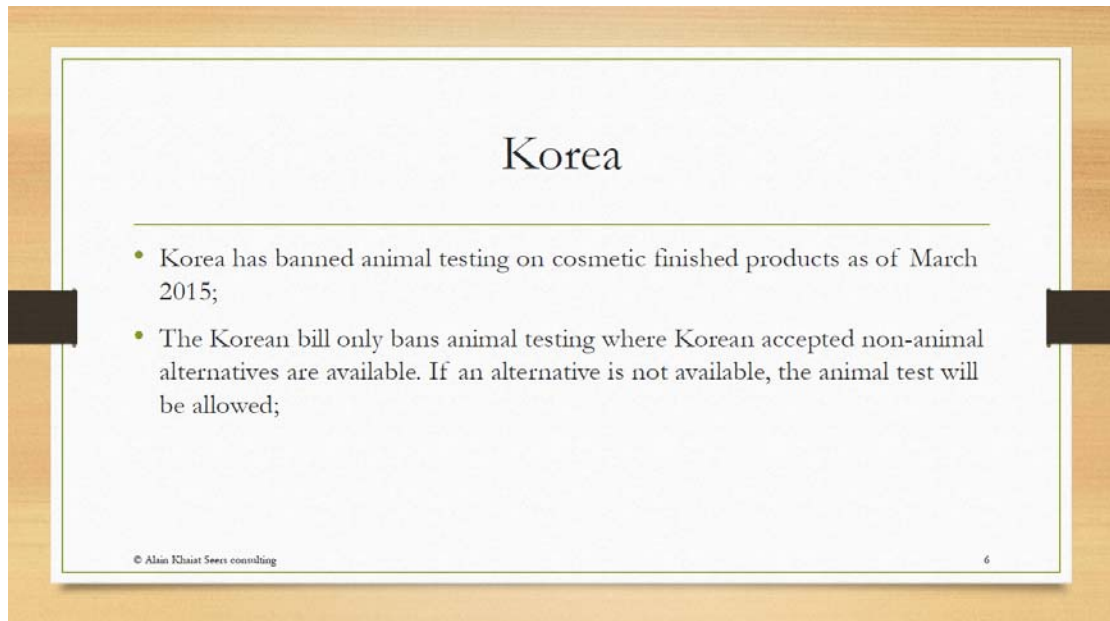 Korea
• Korea has banned animal testing on cosmetic finished products as of March
2015;
• The Korean bill only bans animal testing where Korean accepted non-animal
alternatives are available. If an alternative is not available, the animal test will
be allowed;
© Alain Khaiat Seers consulting
6